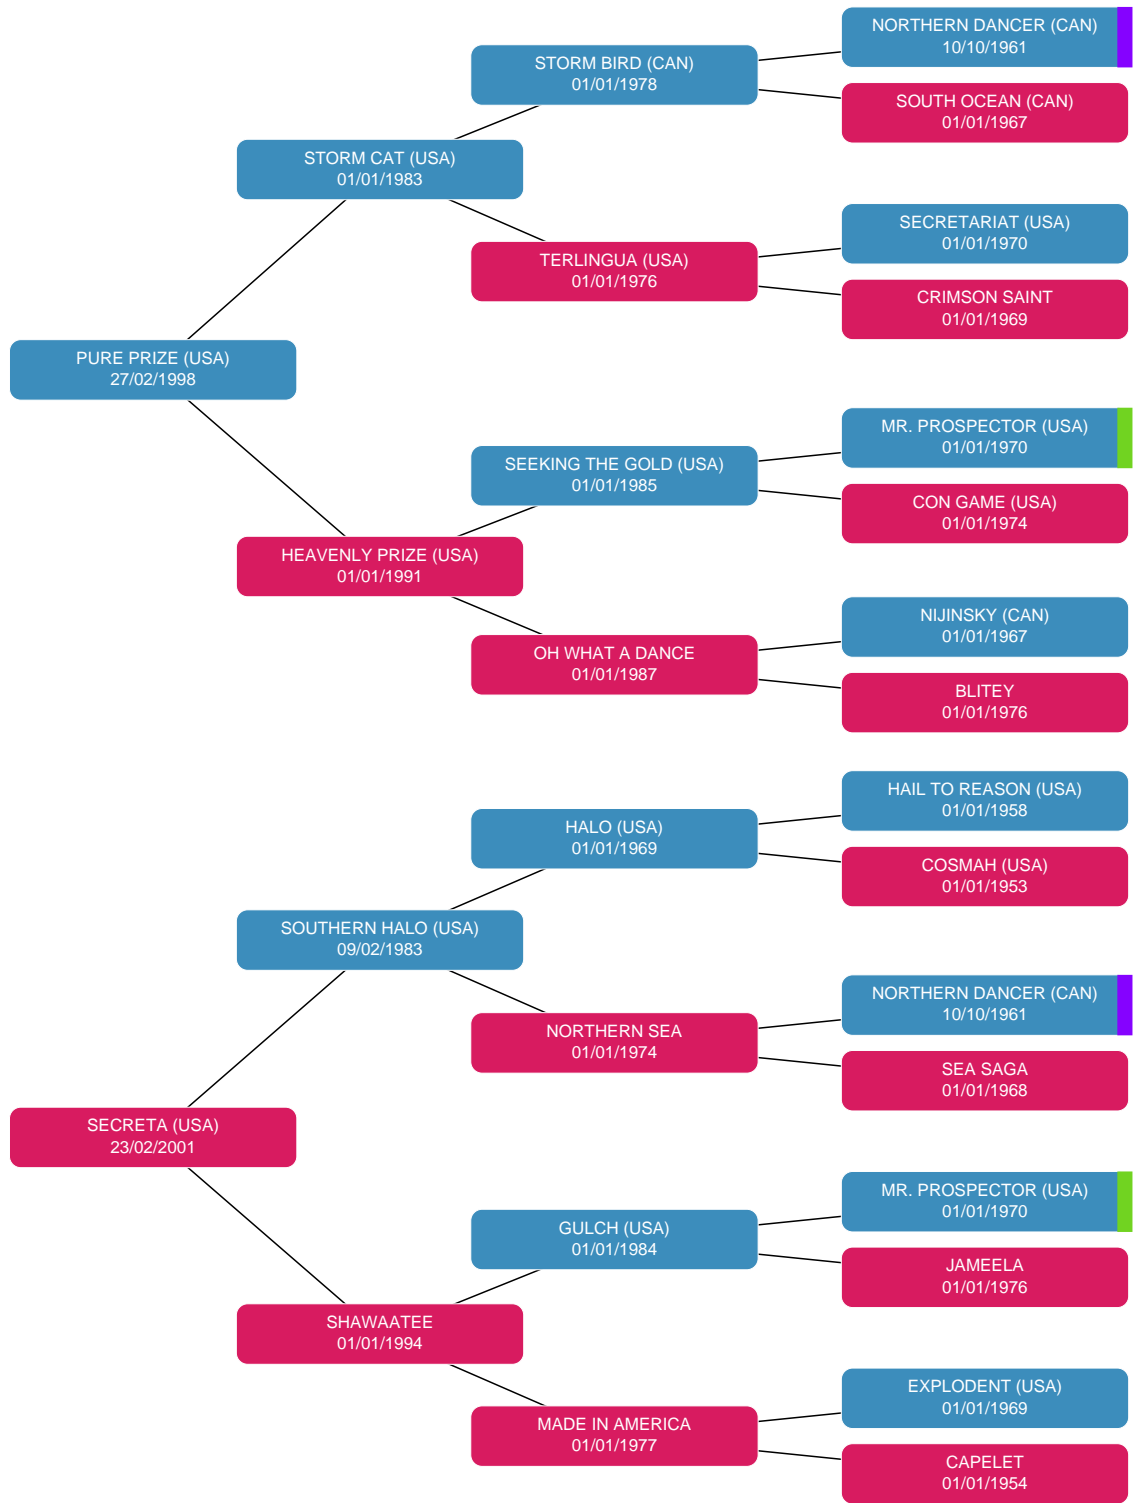 NORTHERN DANCER (CAN)
10/10/1961
STORM BIRD (CAN)
01/01/1978
SOUTH OCEAN (CAN)
01/01/1967
STORM CAT (USA)
01/01/1983
SECRETARIAT (USA)
01/01/1970
TERLINGUA (USA)
01/01/1976
CRIMSON SAINT
01/01/1969
PURE PRIZE (USA)
27/02/1998
MR. PROSPECTOR (USA)
01/01/1970
SEEKING THE GOLD (USA)
01/01/1985
CON GAME (USA)
01/01/1974
HEAVENLY PRIZE (USA)
01/01/1991
NIJINSKY (CAN)
01/01/1967
OH WHAT A DANCE
01/01/1987
BLITEY
01/01/1976
HAIL TO REASON (USA)
01/01/1958
HALO (USA)
01/01/1969
COSMAH (USA)
01/01/1953
SOUTHERN HALO (USA)
09/02/1983
NORTHERN DANCER (CAN)
10/10/1961
NORTHERN SEA
01/01/1974
SEA SAGA
01/01/1968
SECRETA (USA)
23/02/2001
MR. PROSPECTOR (USA)
01/01/1970
GULCH (USA)
01/01/1984
JAMEELA
01/01/1976
SHAWAATEE
01/01/1994
EXPLODENT (USA)
01/01/1969
MADE IN AMERICA
01/01/1977
CAPELET
01/01/1954